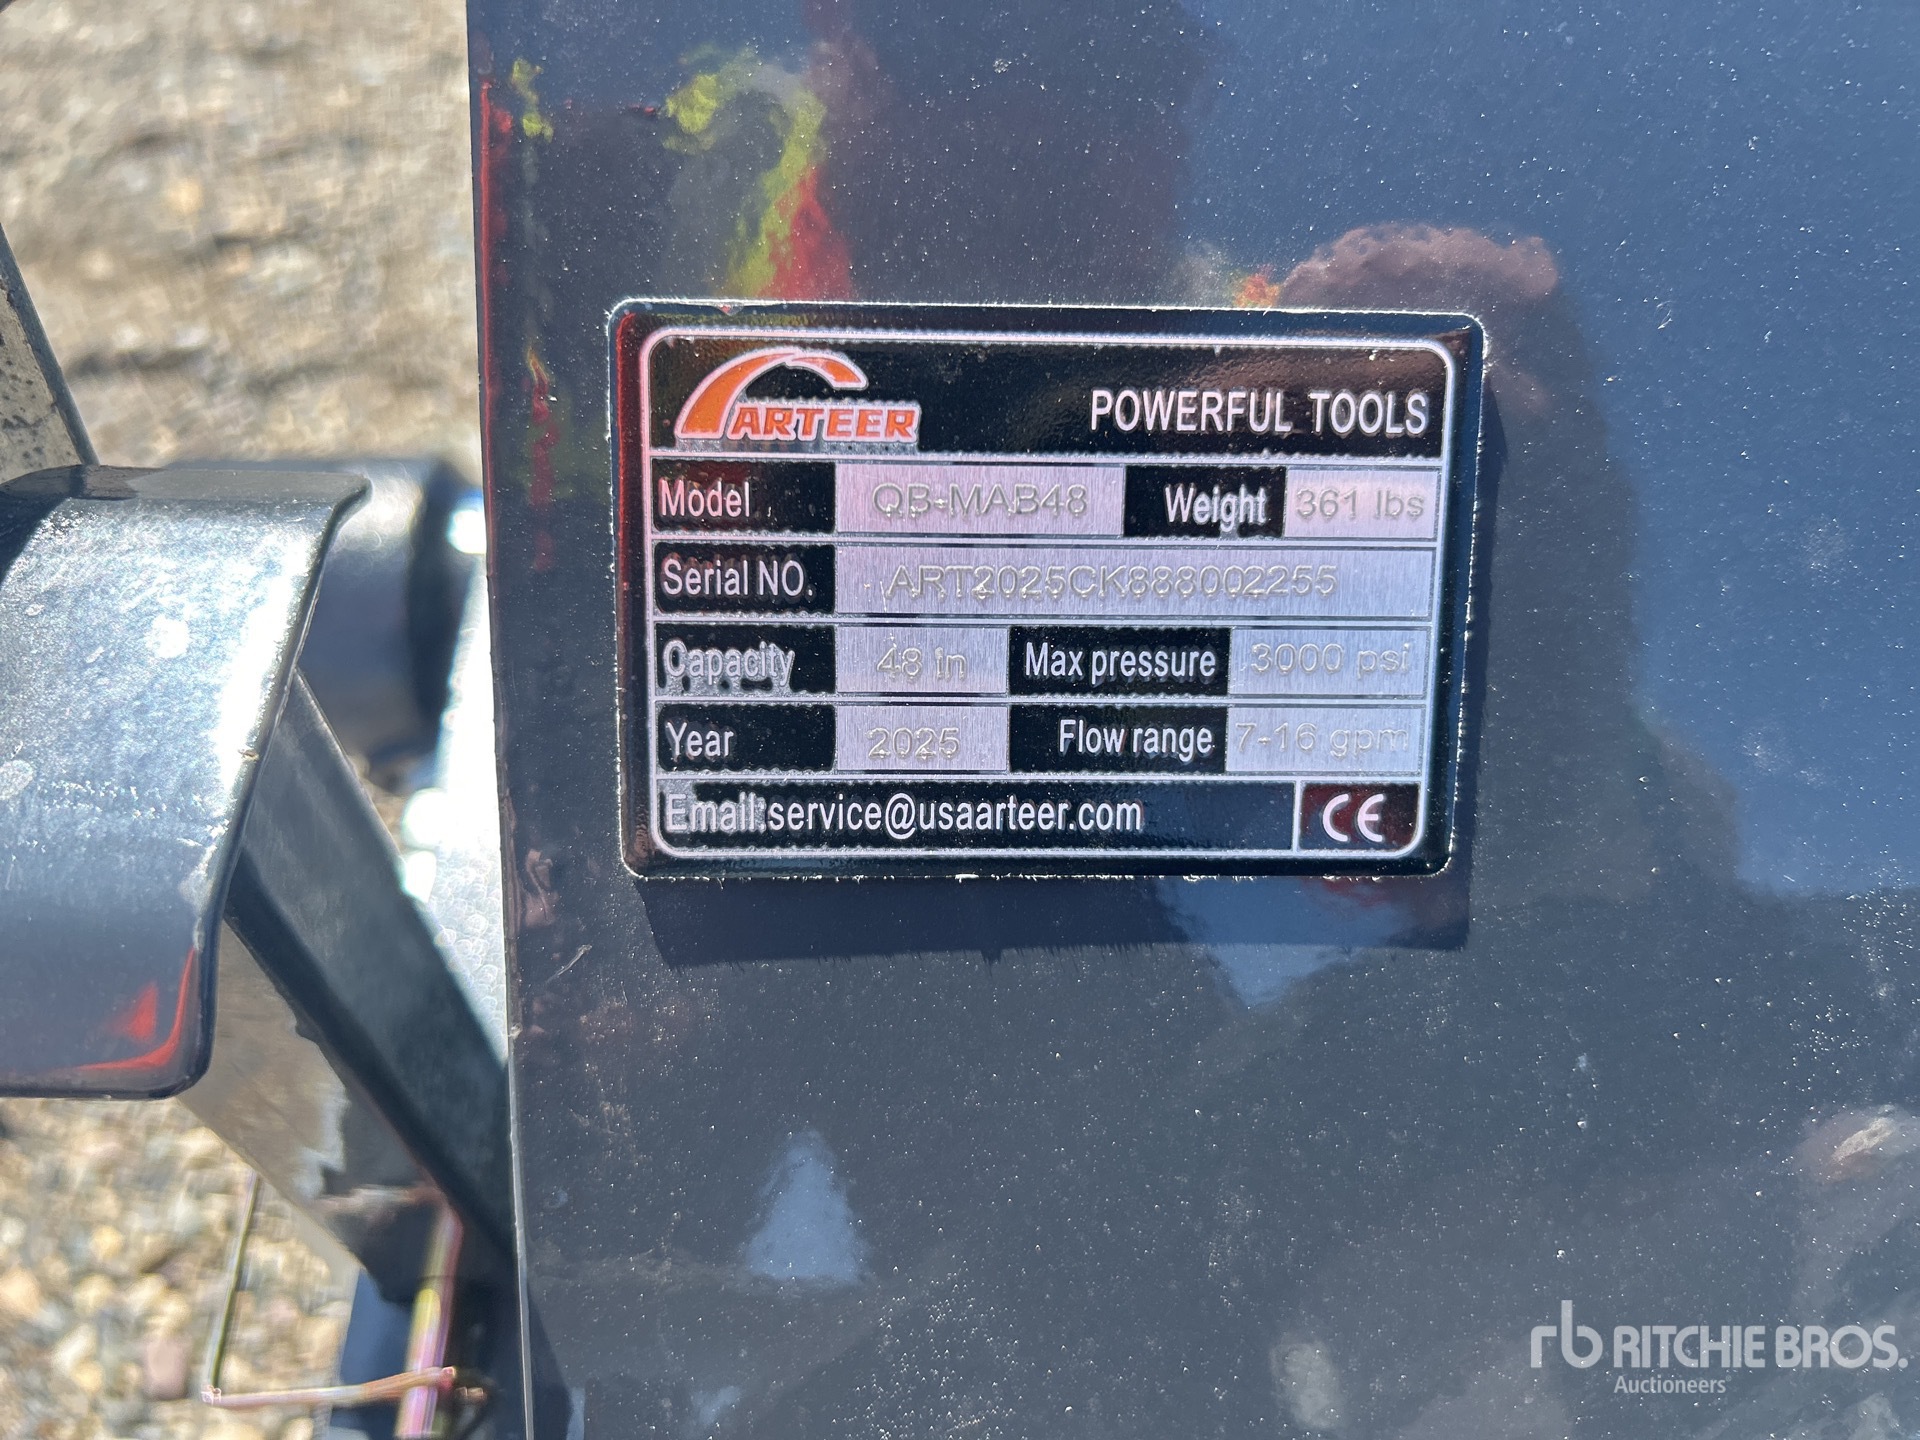 ARTEER
POWERFUL TOOLS
Model QB-MAB48 Weight 361 lbs
Serial NO. ART2025CK888002255
Capacity 48 in Max pressure 3000 psi
Year 2025 Flow range 7-16 gpm
Email:service@usaarteer.com CE
rb RITCHIE BROS.
Auctioneers